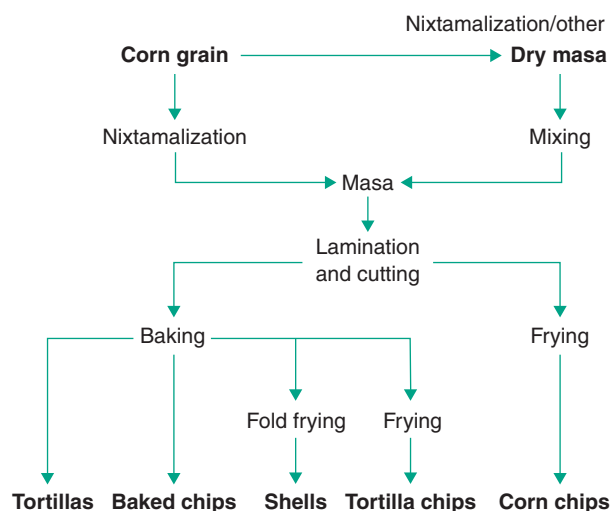 Nixtamalization/other
Corn grain
Dry masa
Nixtamalization
Mixing
Masa
Lamination
and cutting
Baking
Frying
Fold frying
Frying
Tortillas
Baked chips
Shells
Tortilla chips
Corn chips